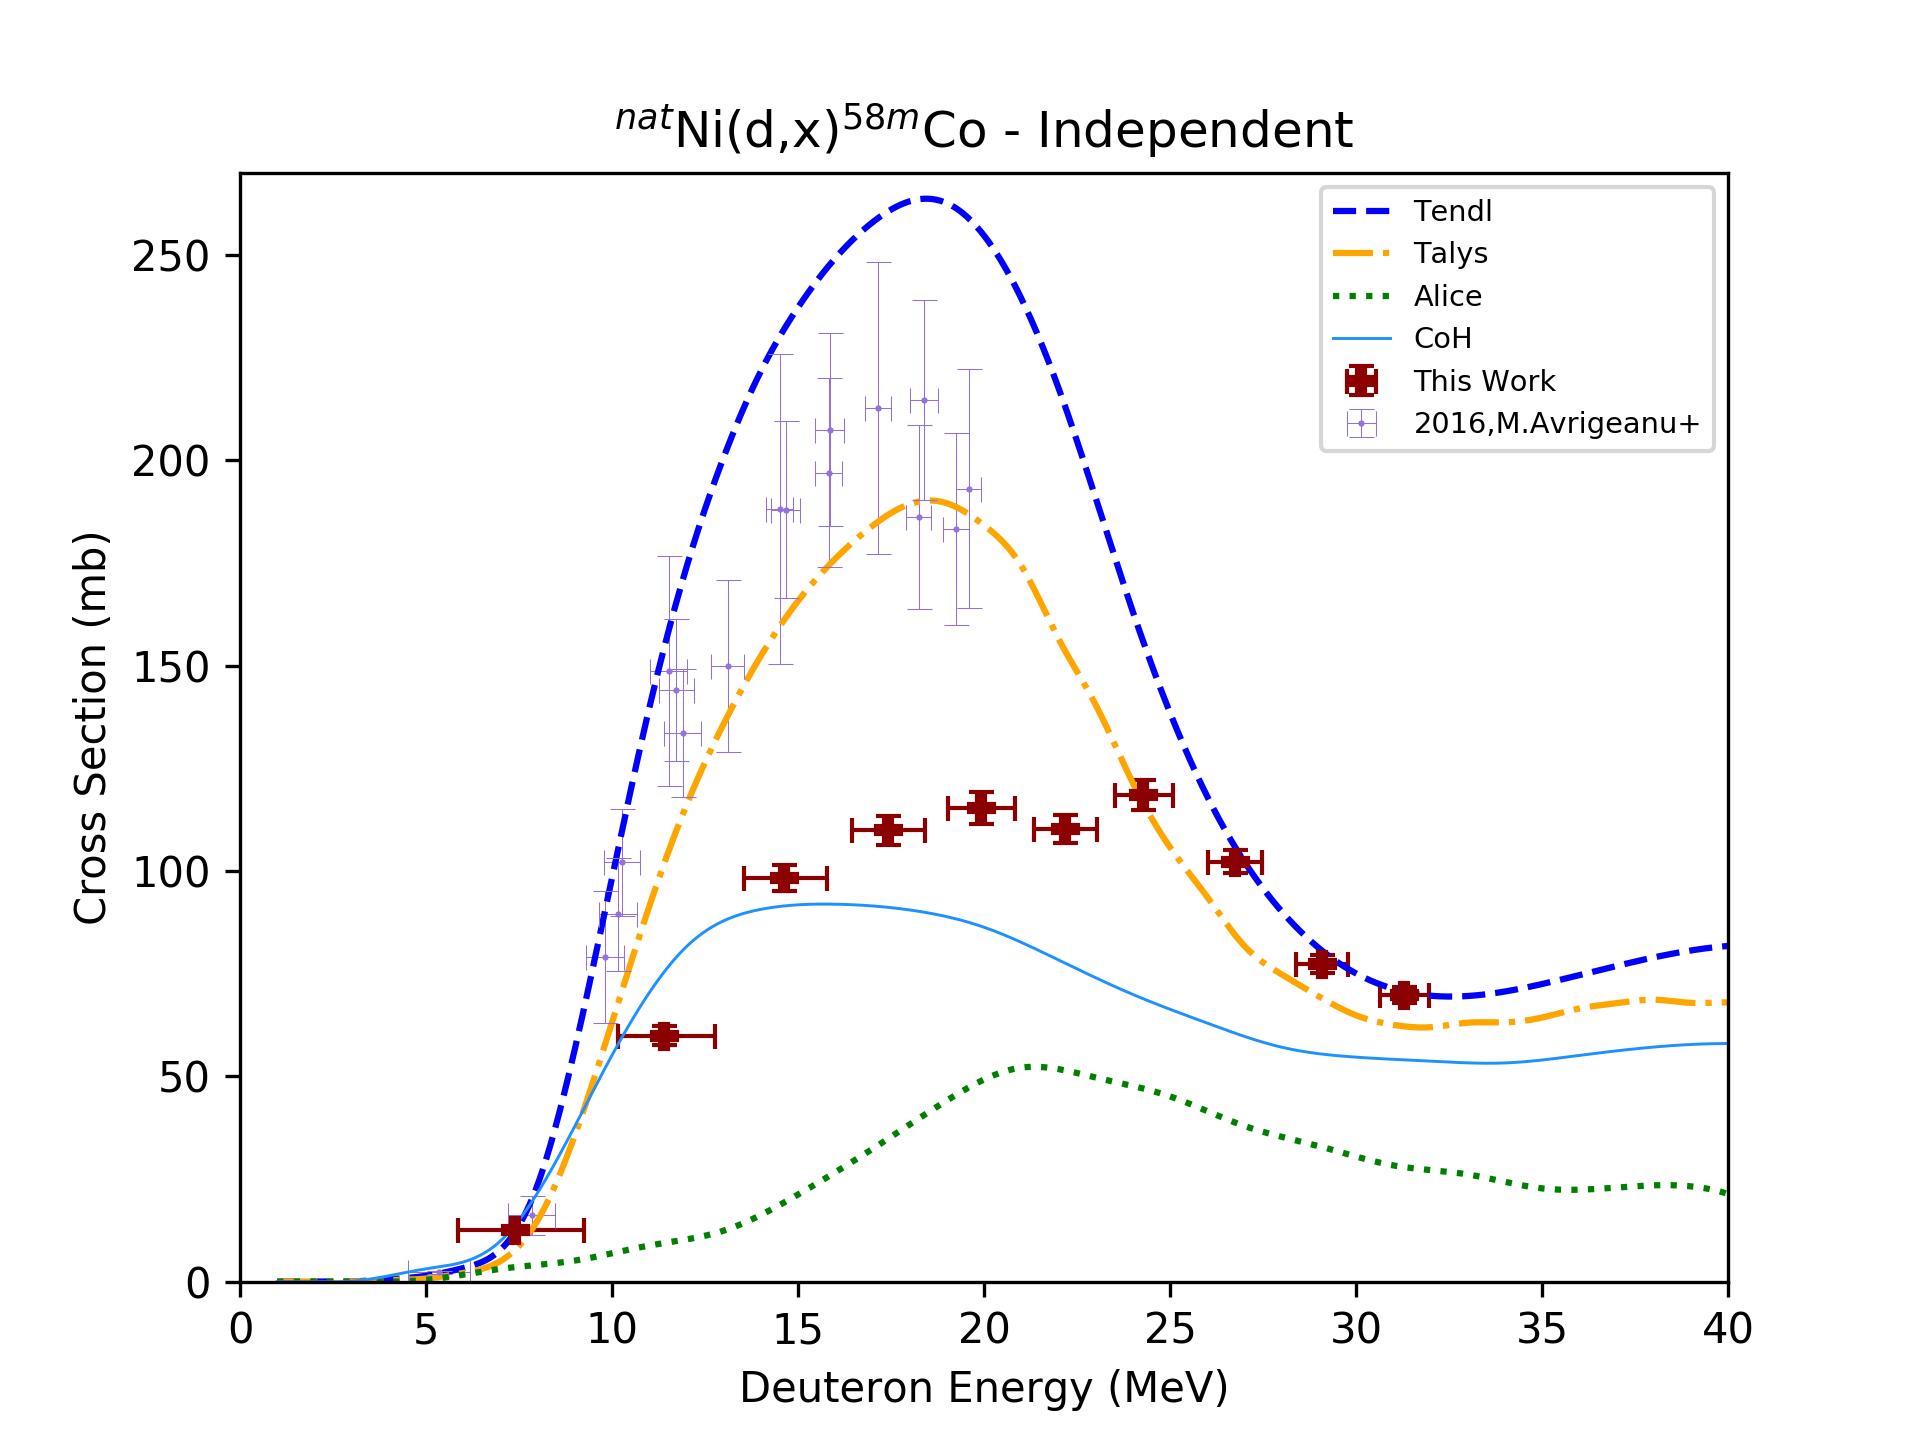 natNi(d,x)58mCo - Independent
Tendl
Talys
Alice
CoH
This Work
2016,M.Avrigeanu+
Cross Section (mb)
250
200
150
100
50
0
0 5 10 15 20 25 30 35 40
Deuteron Energy (MeV)